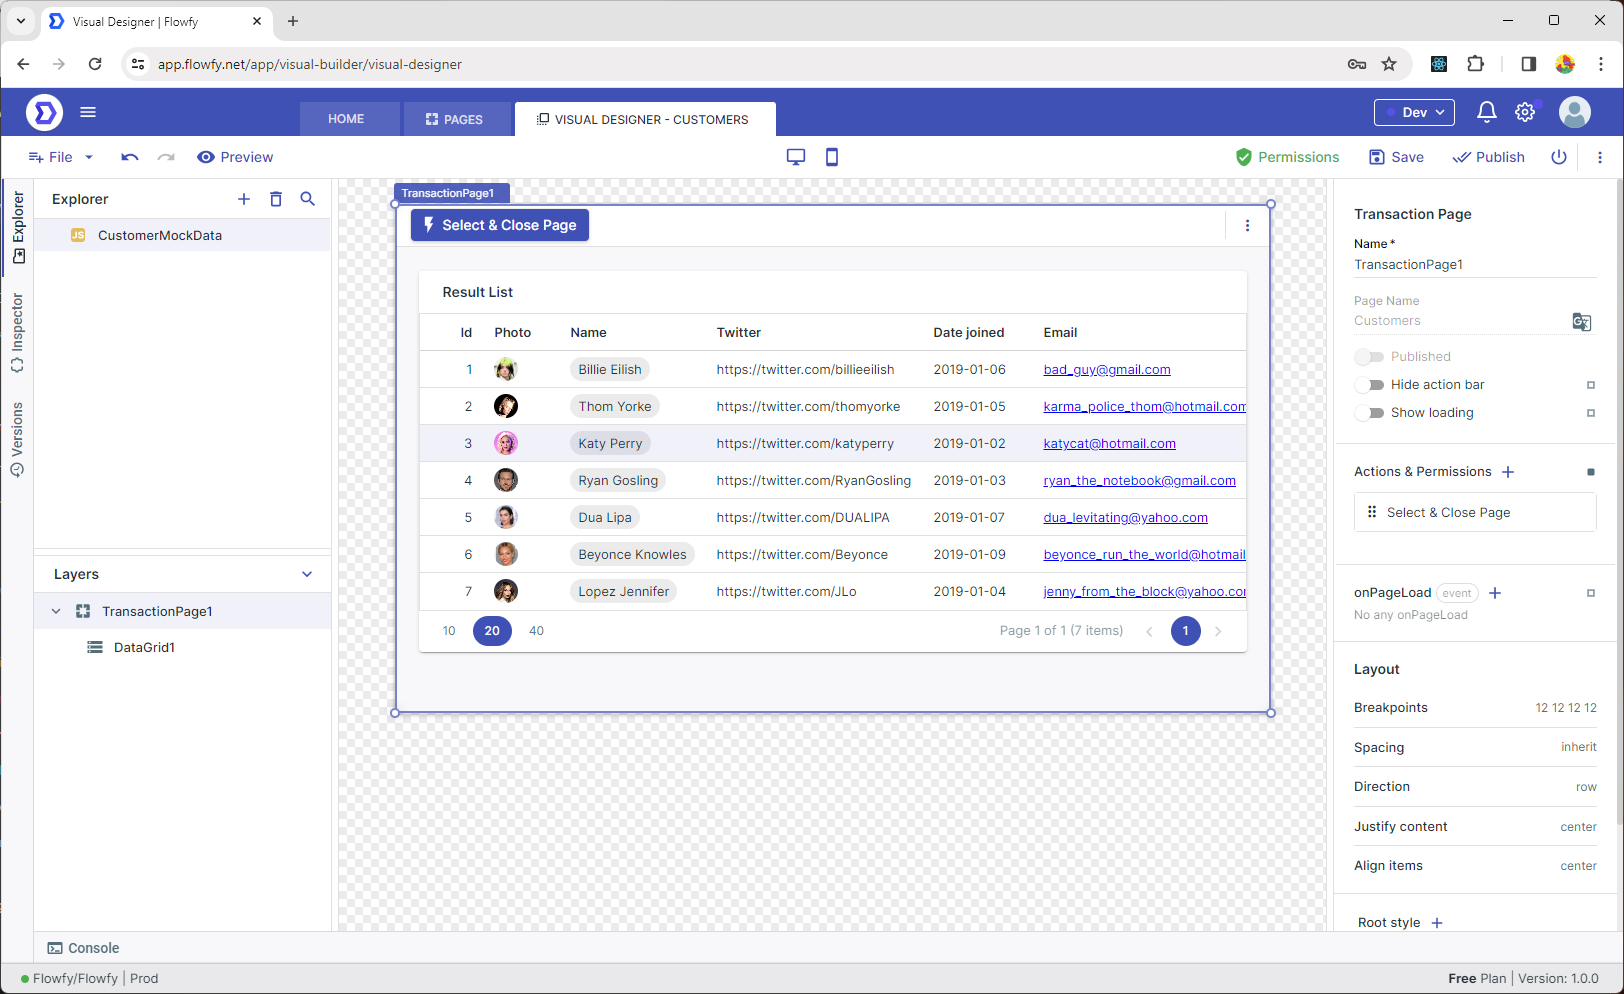 Visual Designer | Flowfy
app.flowfy.net/app/visual-builder/visual-designer
HOME
PAGES
VISUAL DESIGNER - CUSTOMERS
Dev
File
Preview
Permissions
Save
Publish
Explorer
Inspector
Versions
Explorer
JS CustomerMockData
Layers
TransactionPage1
DataGrid1
TransactionPage1
Select & Close Page
Result List
Id Photo Name Twitter Date joined Email
1 Billie Eilish https://twitter.com/billieeilish 2019-01-06 bad_guy@gmail.com
2 Thom Yorke https://twitter.com/thomyorke 2019-01-05 karma_police_thom@hotmail.com
3 Katy Perry https://twitter.com/katyperry 2019-01-02 katycat@hotmail.com
4 Ryan Gosling https://twitter.com/RyanGosling 2019-01-03 ryan_the_notebook@gmail.com
5 Dua Lipa https://twitter.com/DUALIPA 2019-01-07 dua_levitating@yahoo.com
6 Beyonce Knowles https://twitter.com/Beyonce 2019-01-09 beyonce_run_the_world@hotmail
7 Lopez Jennifer https://twitter.com/JLo 2019-01-04 jenny_from_the_block@yahoo.com
10 20 40 Page 1 of 1 (7 items) 1
Transaction Page
Name *
TransactionPage1
Page Name
Customers
Published
Hide action bar
Show loading
Actions & Permissions
Select & Close Page
onPageLoad event
No any onPageLoad
Layout
Breakpoints 12 12 12 12
Spacing inherit
Direction row
Justify content center
Align items center
Root style
Console
Flowfy/Flowfy | Prod
Free Plan | Version: 1.0.0